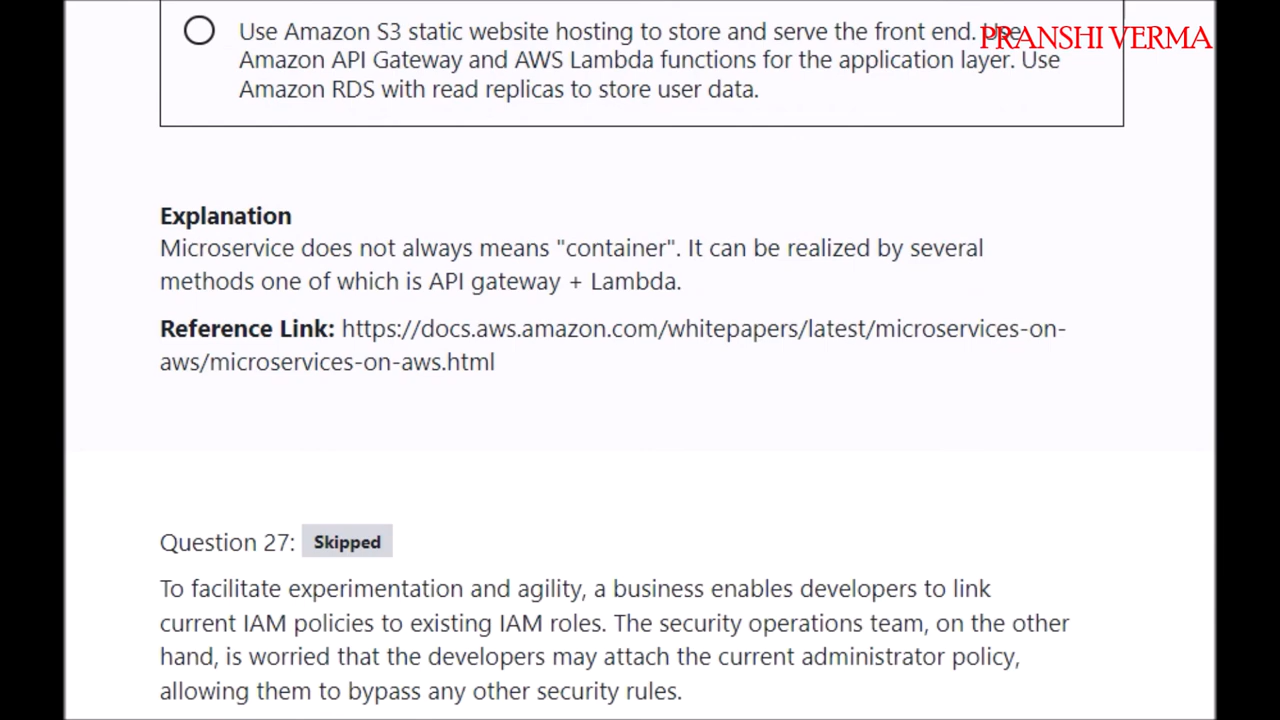 Use Amazon S3 static website hosting to store and serve the front end. Use
PRANSHI VERMA
Amazon API Gateway and AWS Lambda functions for the application layer. Use
Amazon RDS with read replicas to store user data.
Explanation
Microservice does not always means "container". It can be realized by several
methods one of which is API gateway + Lambda.
Reference Link: https://docs.aws.amazon.com/whitepapers/latest/microservices-on-
aws/microservices-on-aws.html
Question 27: Skipped
To facilitate experimentation and agility, a business enables developers to link
current IAM policies to existing IAM roles. The security operations team, on the other
hand, is worried that the developers may attach the current administrator policy,
allowing them to bypass any other security rules.